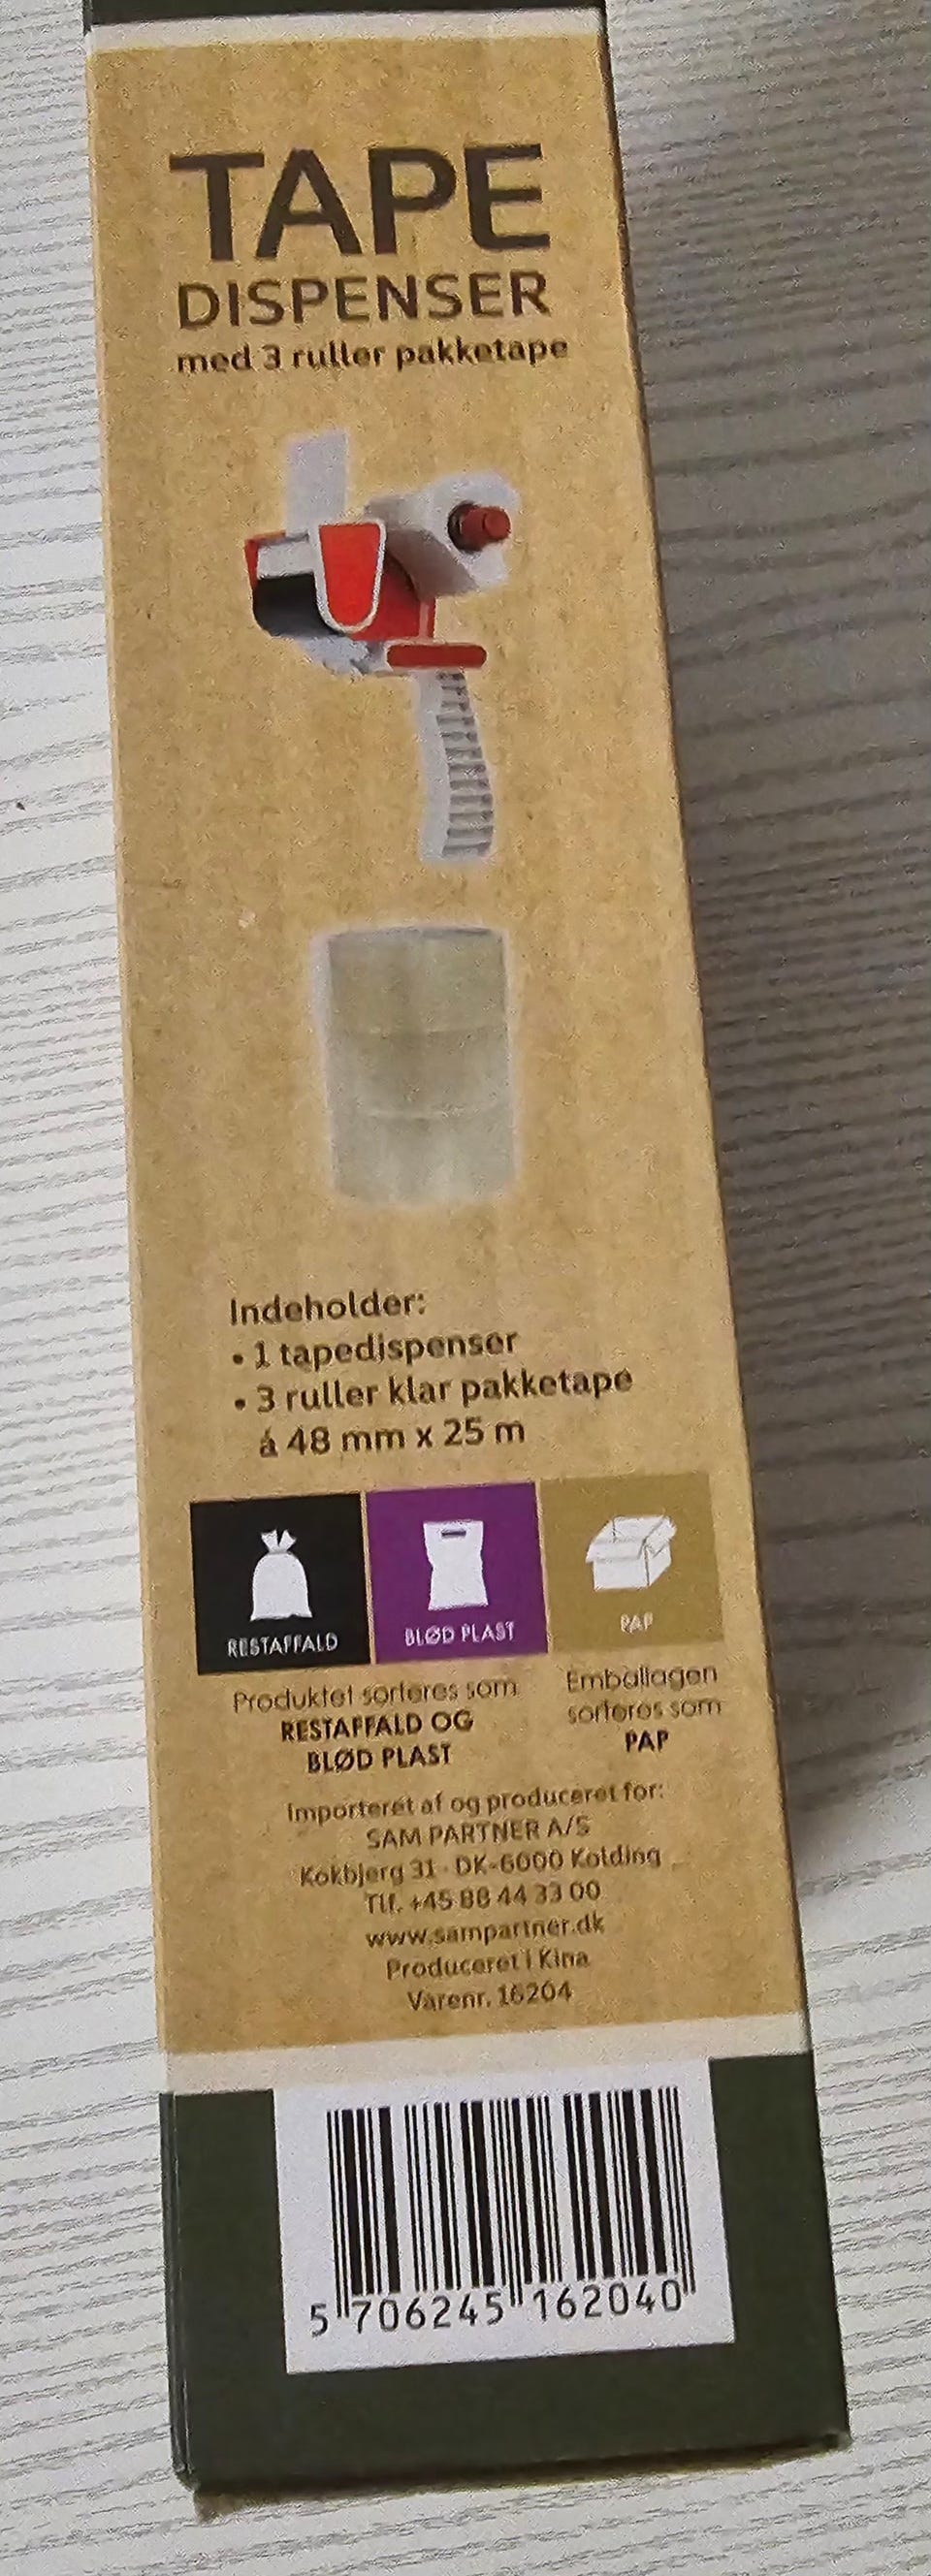 TAPE
DISPENSER
med 3 ruller pakketape
Indeholder:
• 1 tapedispenser
• 3 ruller klar pakketape
á 48 mm x 25 m
RESTAFFALD
BLØD PLAST
PAP
Produktet sorteres som
RESTAFFALD OG
BLØD PLAST
Emballagen
sorteres som
PAP
Importeret af og produceret for:
SAM PARTNER A/S
Kokbjerg 31 · DK-6000 Kolding
Tlf. +45 88 44 33 00
www.sampartner.dk
Produceret i Kina
Varenr. 16204
5 706245 162040